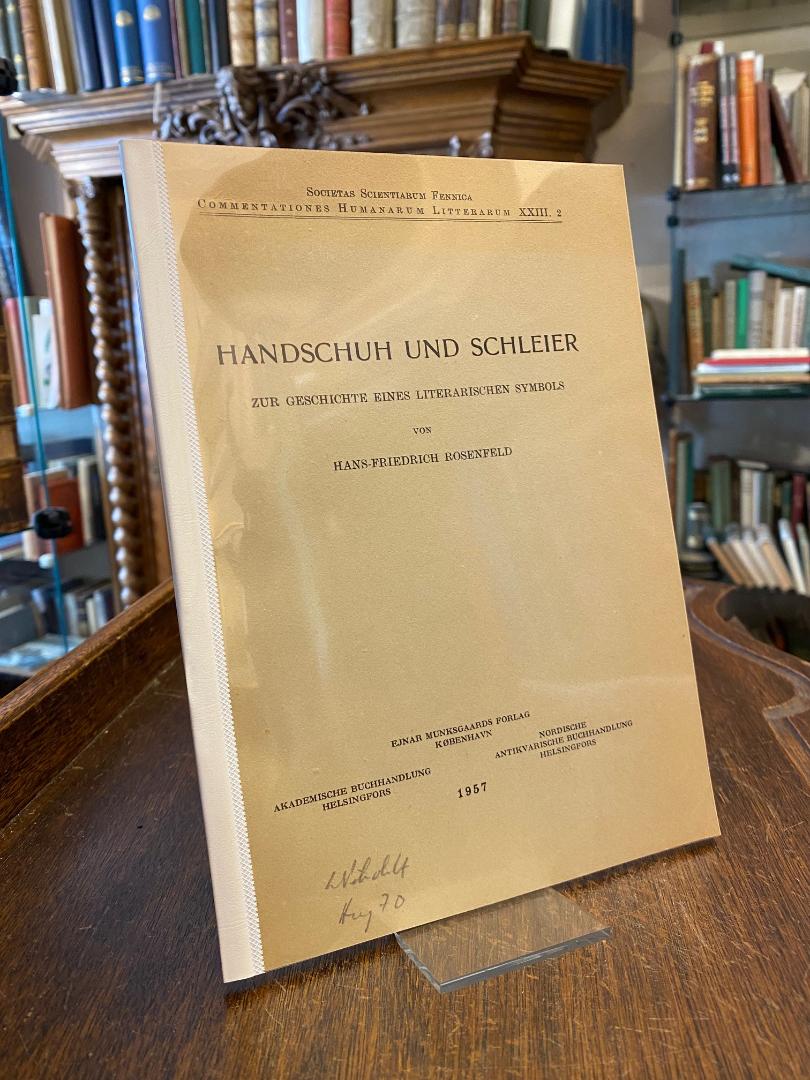 Societas Scientiarum Fennica
Commentationes Humanarum Litterarum XXIII. 2
HANDSCHUH UND SCHLEIER
ZUR GESCHICHTE EINES LITERARISCHEN SYMBOLS
VON
HANS-FRIEDRICH ROSENFELD
EJNAR MUNKSGAARDS FORLAG
KØBENHAVN
NORDISCHE
ANTIKVARISCHE BUCHHANDLUNG
HELSINGFORS
AKADEMISCHE BUCHHANDLUNG
HELSINGFORS
1957
70